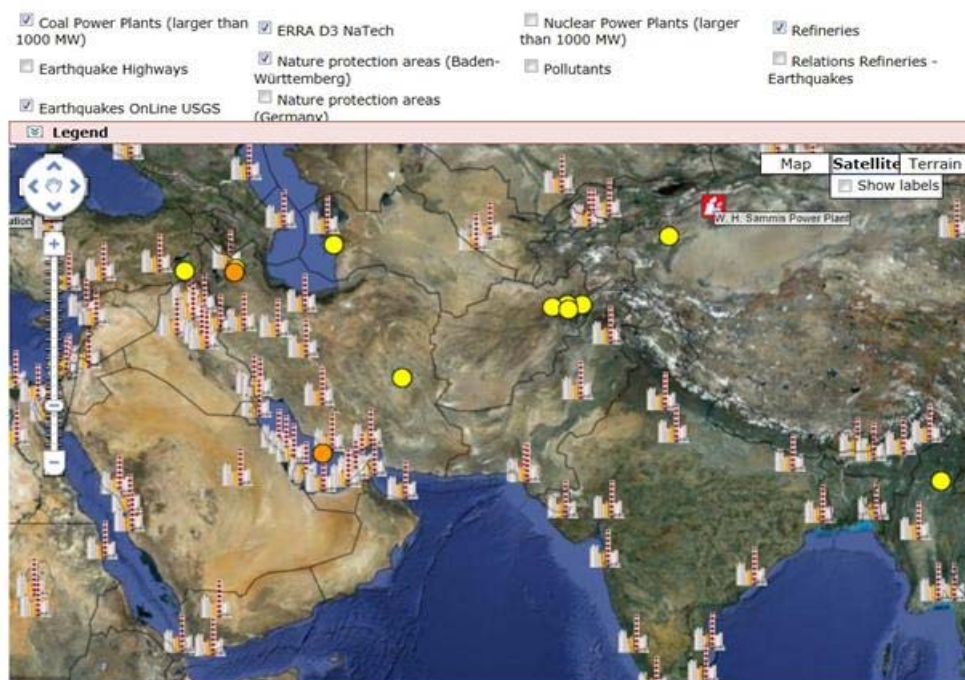 Coal Power Plants (larger than
1000 MW)
ERRA D3 NaTech
Nuclear Power Plants (larger
than 1000 MW)
Refineries
Earthquake Highways
Nature protection areas (Baden-
Württemberg)
Pollutants
Relations Refineries -
Earthquakes
Earthquakes OnLine USGS
Nature protection areas
(Germany)
Legend
Map Satellite Terrain
Show labels
W. H. Sammis Power Plant